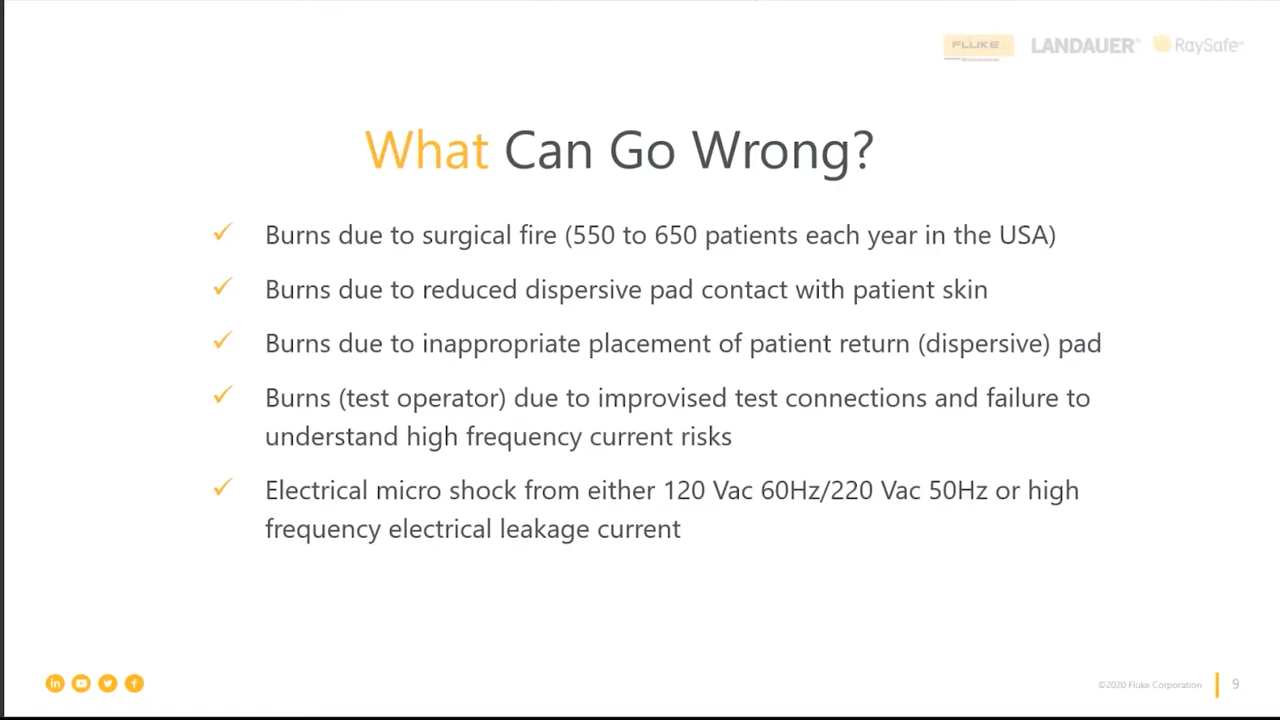 FLUKE
LANDAUER®
RaySafe™
What Can Go Wrong?
✓ Burns due to surgical fire (550 to 650 patients each year in the USA)
✓ Burns due to reduced dispersive pad contact with patient skin
✓ Burns due to inappropriate placement of patient return (dispersive) pad
✓ Burns (test operator) due to improvised test connections and failure to
understand high frequency current risks
✓ Electrical micro shock from either 120 Vac 60Hz/220 Vac 50Hz or high
frequency electrical leakage current
©2020 Fluke Corporation
9